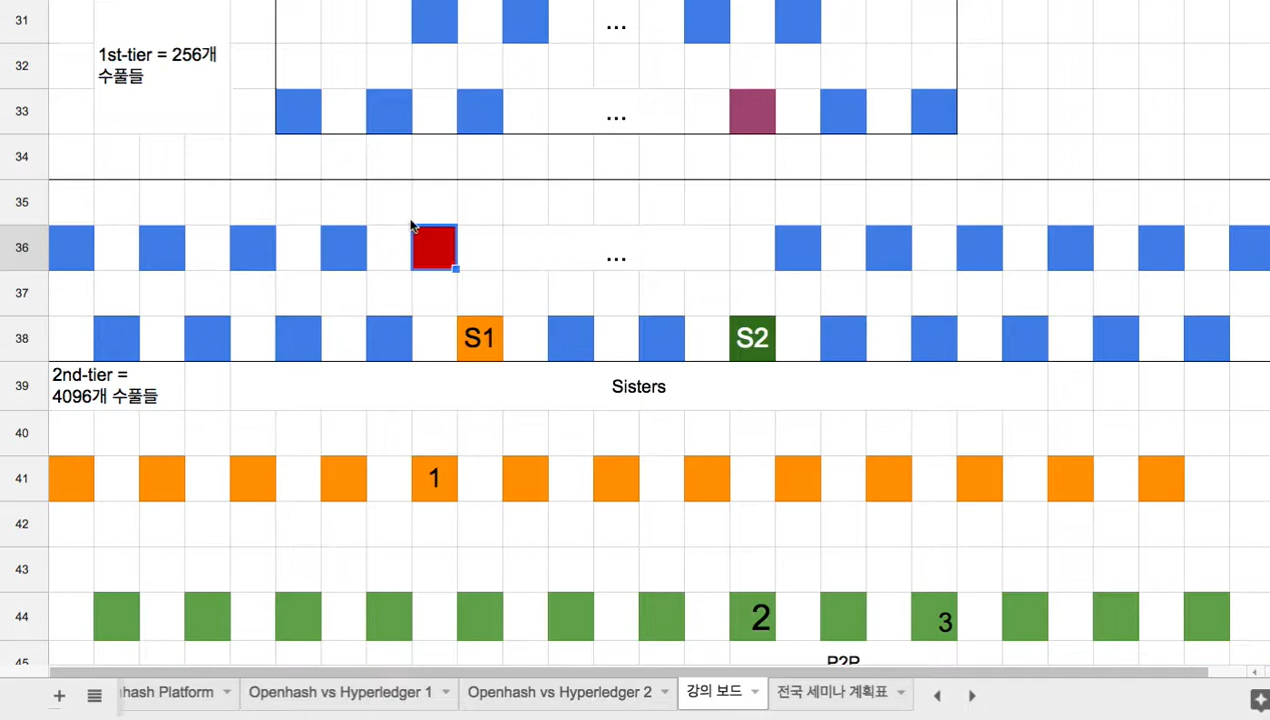 31
...
1st-tier = 256개
수풀들
32
33
...
34
35
36
...
37
38
S1
S2
2nd-tier =
4096개 수풀들
39
Sisters
40
41
1
42
43
44
2
3
45
P2P
hash Platform
Openhash vs Hyperledger 1
Openhash vs Hyperledger 2
강의 보드
전국 세미나 계획표